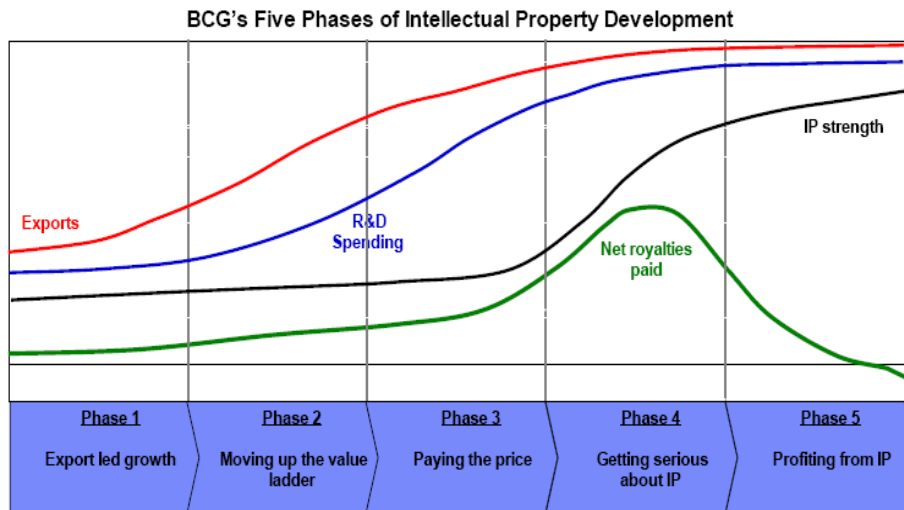 BCG's Five Phases of Intellectual Property Development
IP strength
Exports
R&D
Spending
Net royalties
paid
Phase 1
Export led growth
Phase 2
Moving up the value
ladder
Phase 3
Paying the price
Phase 4
Getting serious
about IP
Phase 5
Profiting from IP